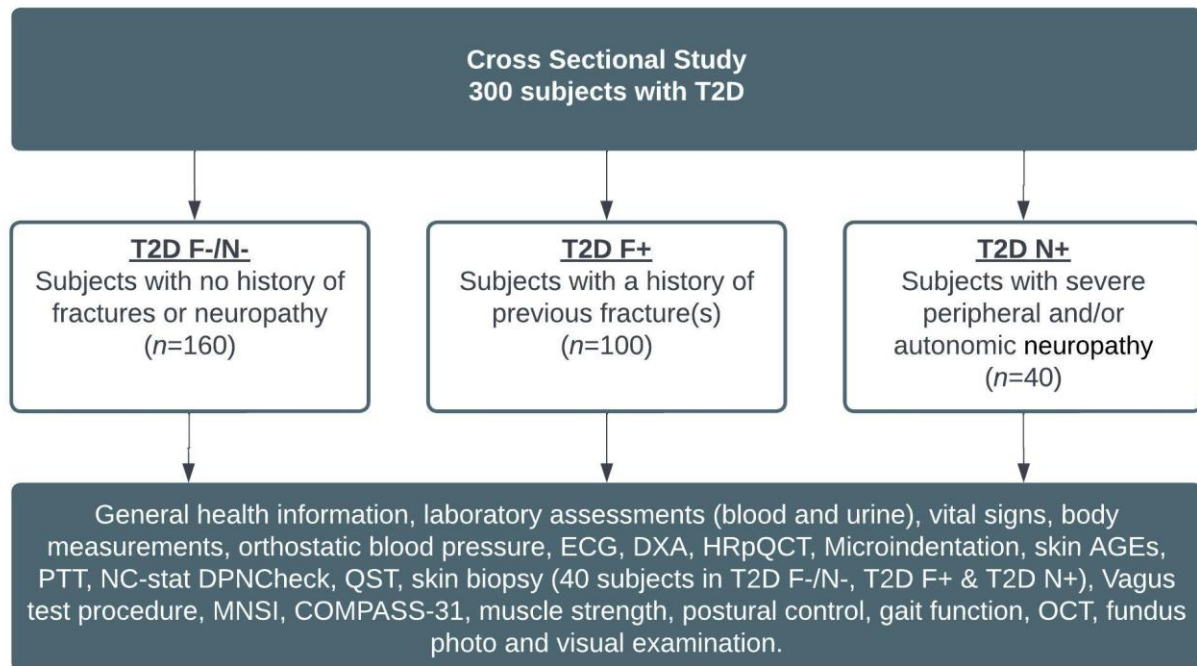 Cross Sectional Study
300 subjects with T2D
T2D F-/N-
Subjects with no history of
fractures or neuropathy
(n=160)
T2D F+
Subjects with a history of
previous fracture(s)
(n=100)
T2D N+
Subjects with severe
peripheral and/or
autonomic neuropathy
(n=40)
General health information, laboratory assessments (blood and urine), vital signs, body
measurements, orthostatic blood pressure, ECG, DXA, HRpQCT, Microindentation, skin AGEs,
PTT, NC-stat DPNCheck, QST, skin biopsy (40 subjects in T2D F-/N-, T2D F+ & T2D N+), Vagus
test procedure, MNSI, COMPASS-31, muscle strength, postural control, gait function, OCT, fundus
photo and visual examination.